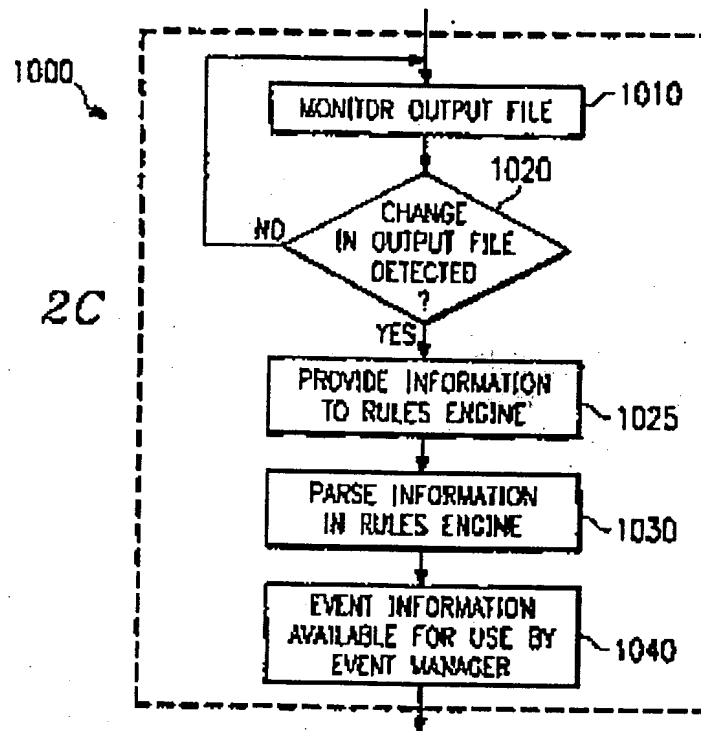 1000
MONITOR OUTPUT FILE
1010
1020
CHANGE
IN OUTPUT FILE
DETECTED
?
NO
2C
YES
PROVIDE INFORMATION
TO RULES ENGINE
1025
PARSE INFORMATION
IN RULES ENGINE
1030
EVENT INFORMATION
AVAILABLE FOR USE BY
EVENT MANAGER
1040